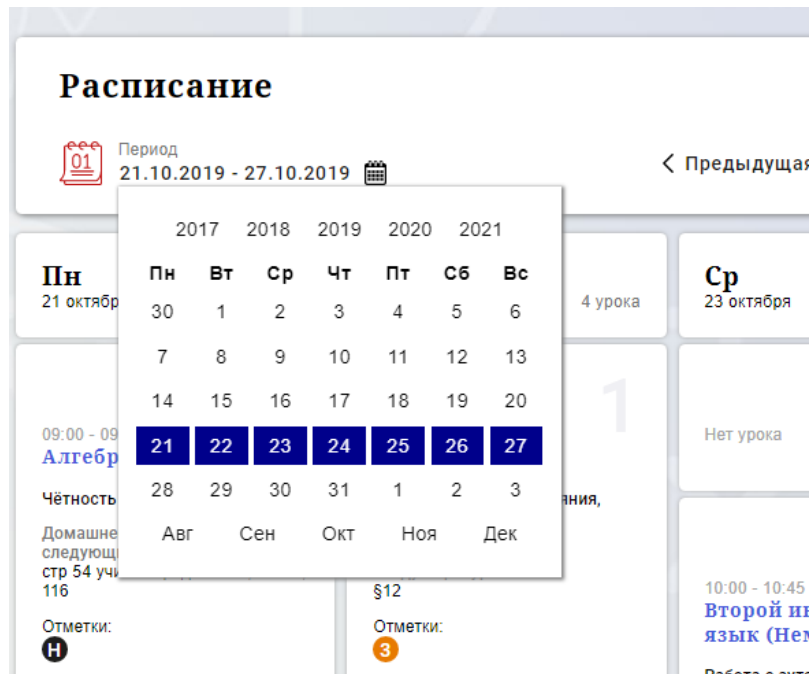 Расписание
01
Период
21.10.2019 - 27.10.2019
Предыдущая
2017 2018 2019 2020 2021
Пн Вт Ср Чт Пт Сб Вс
30 1 2 3 4 5 6
7 8 9 10 11 12 13
14 15 16 17 18 19 20
21 22 23 24 25 26 27
28 29 30 31 1 2 3
Авг Сен Окт Ноя Дек
Пн
21 октября
09:00 - 09
Алгебр
Чётность
Домашне
следующ
стр 54 уч
116
Отметки:
Н
4 урока
1
§12
Отметки:
3
Ср
23 октября
Нет урока
10:00 - 10:45
Второй ин
язык (Нем